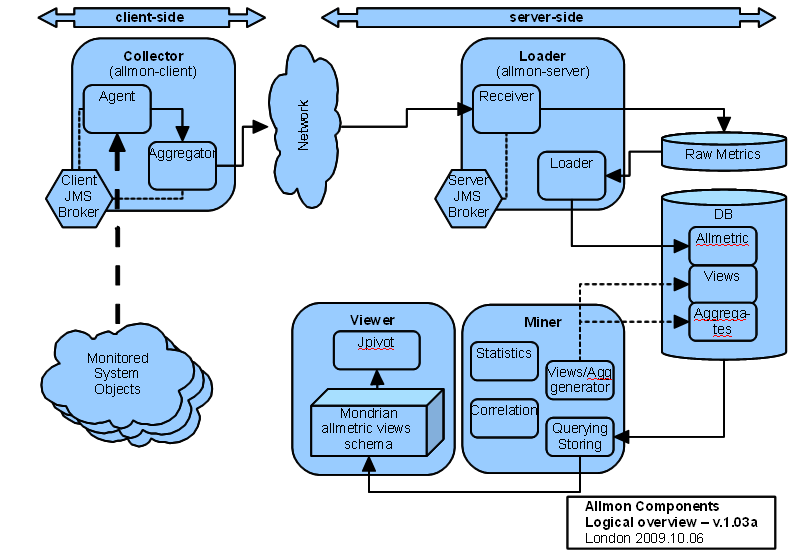 client-side
server-side
Collector
(allmon-client)
Agent
Aggregator
Client
JMS
Broker
Network
Loader
(allmon-server)
Receiver
Loader
Server
JMS
Broker
Raw Metrics
DB
Allmetric
Views
Aggrega-
tes
Monitored
System
Objects
Viewer
Jpivot
Mondrian
allmetric views
schema
Miner
Statistics
Views/Agg
generator
Correlation
Querying
Storing
Allmon Components
Logical overview – v.1.03a
London 2009.10.06